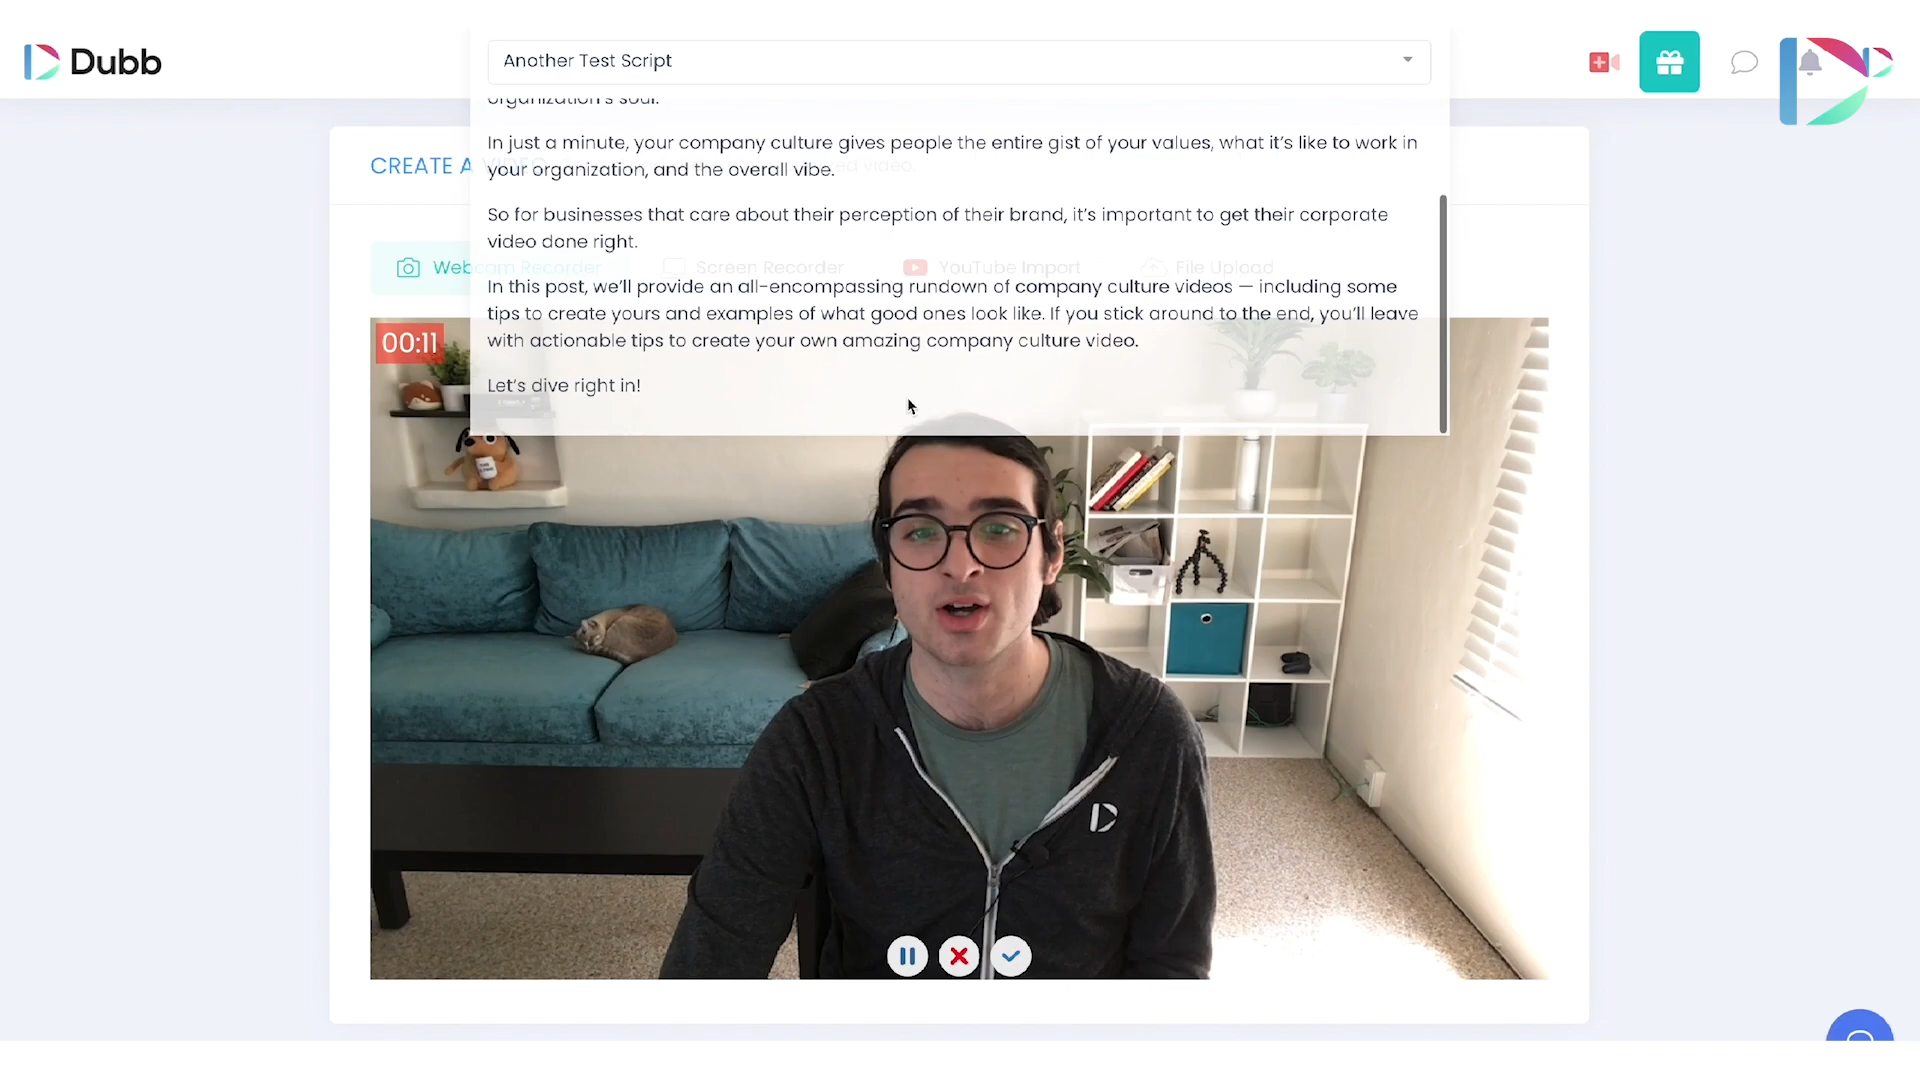 Dubb
Another Test Script
organization's soul.
In just a minute, your company culture gives people the entire gist of your values, what it's like to work in
your organization, and the overall vibe.
CREATE A VIDEO
So for businesses that care about their perception of their brand, it's important to get their corporate
video done right.
Webcam Recorder
Screen Recorder
YouTube Import
File Upload
In this post, we'll provide an all-encompassing rundown of company culture videos — including some
tips to create yours and examples of what good ones look like. If you stick around to the end, you'll leave
with actionable tips to create your own amazing company culture video.
Let's dive right in!
00:11